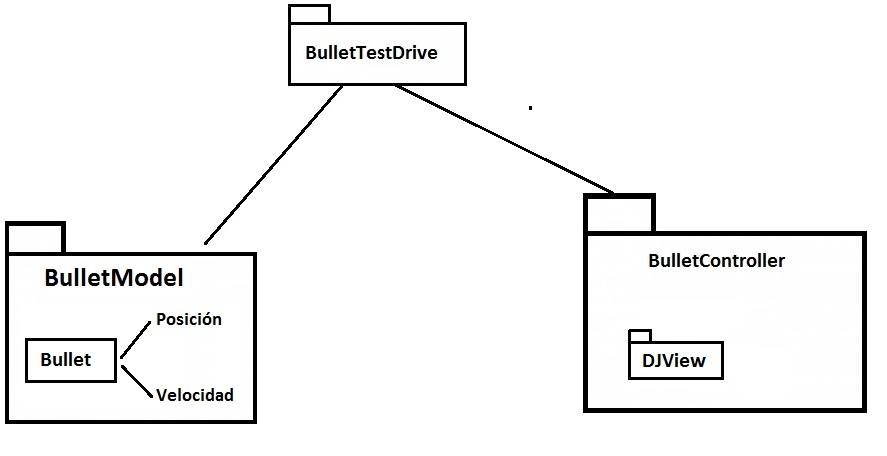 BulletTestDrive
BulletModel
Posición
Bullet
Velocidad
BulletController
DJView